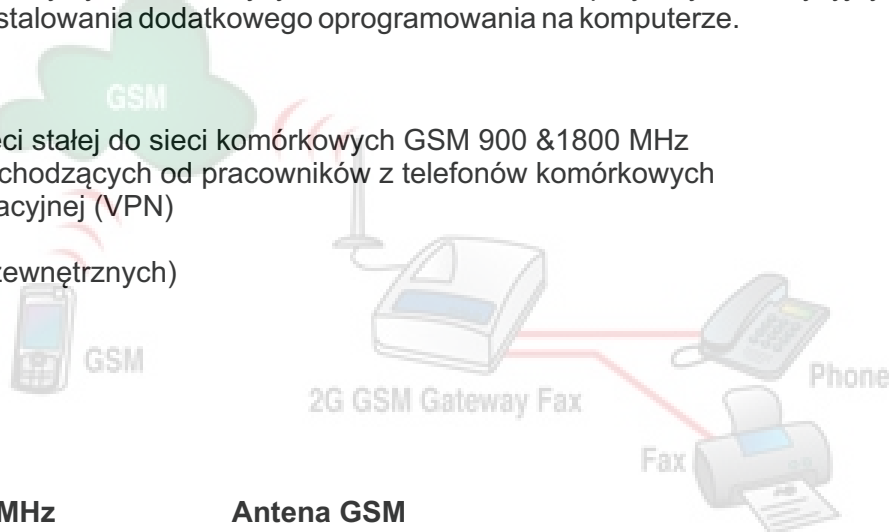 stalowania dodatkowego oprogramowania na komputerze.
GSM
eci stałej do sieci komórkowych GSM 900 &1800 MHz
chodzących od pracowników z telefonów komórkowych
acyjnej (VPN)
zewnętrznych)
GSM
Phone
2G GSM Gateway Fax
Fax
MHz Antena GSM